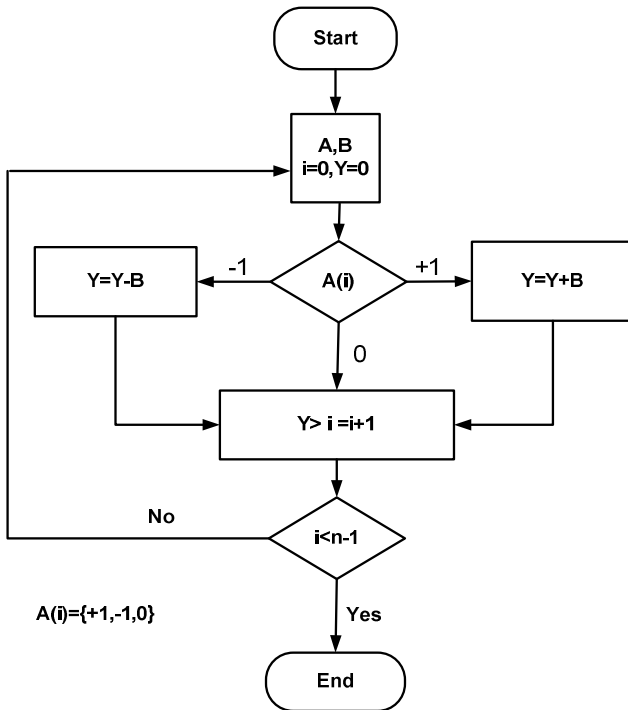 Start
A,B
i=0,Y=0
-1
A(i)
+1
Y=Y-B
Y=Y+B
0
Y> i =i+1
No
i<n-1
A(i)={+1,-1,0}
Yes
End